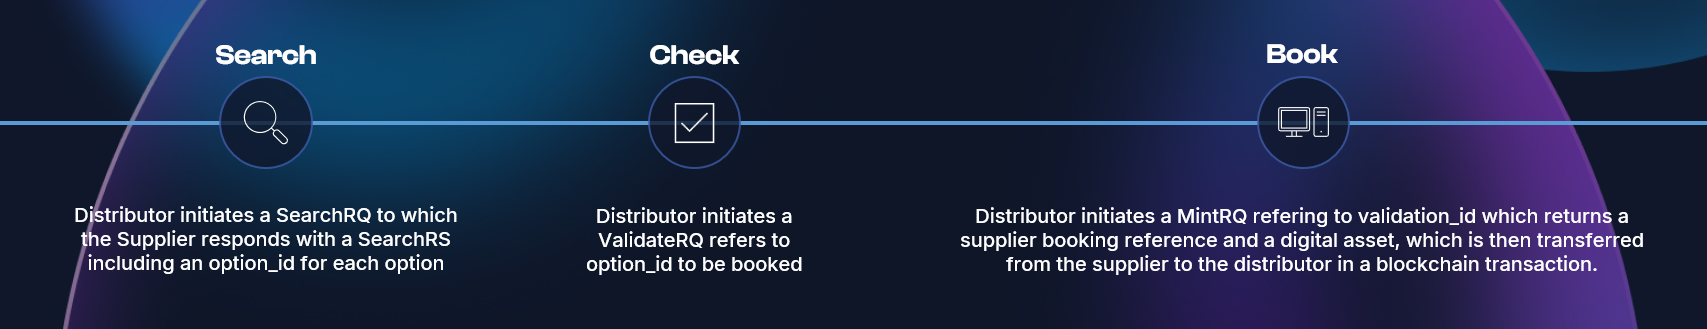 Search
Distributor initiates a SearchRQ to which
the Supplier responds with a SearchRS
including an option_id for each option
Check
Distributor initiates a
ValidateRQ refers to
option_id to be booked
Book
Distributor initiates a MintRQ refering to validation_id which returns a
supplier booking reference and a digital asset, which is then transferred
from the supplier to the distributor in a blockchain transaction.